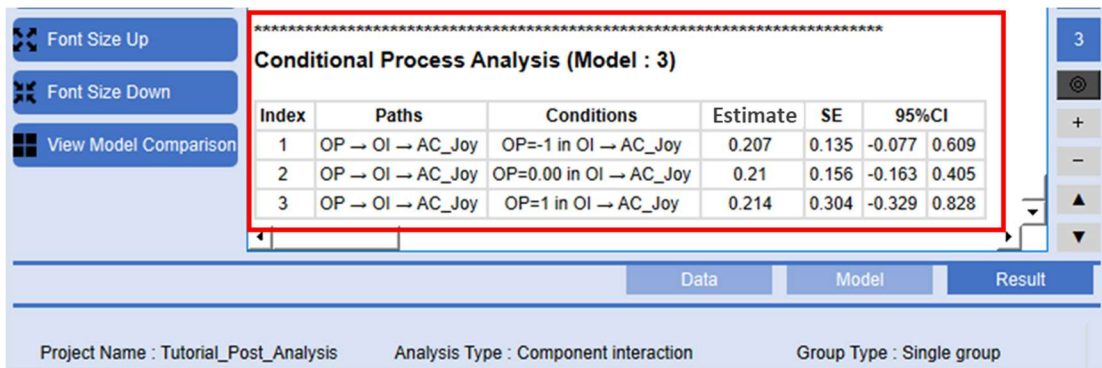 Font Size Up
Font Size Down
View Model Comparison
**************************************************************************
Conditional Process Analysis (Model : 3)
Index Paths Conditions Estimate SE 95%CI
1 OP → OI → AC_Joy OP=-1 in OI → AC_Joy 0.207 0.135 -0.077 0.609
2 OP → OI → AC_Joy OP=0.00 in OI → AC_Joy 0.21 0.156 -0.163 0.405
3 OP → OI → AC_Joy OP=1 in OI → AC_Joy 0.214 0.304 -0.329 0.828
3
+
−
Data Model Result
Project Name : Tutorial_Post_Analysis Analysis Type : Component interaction Group Type : Single group